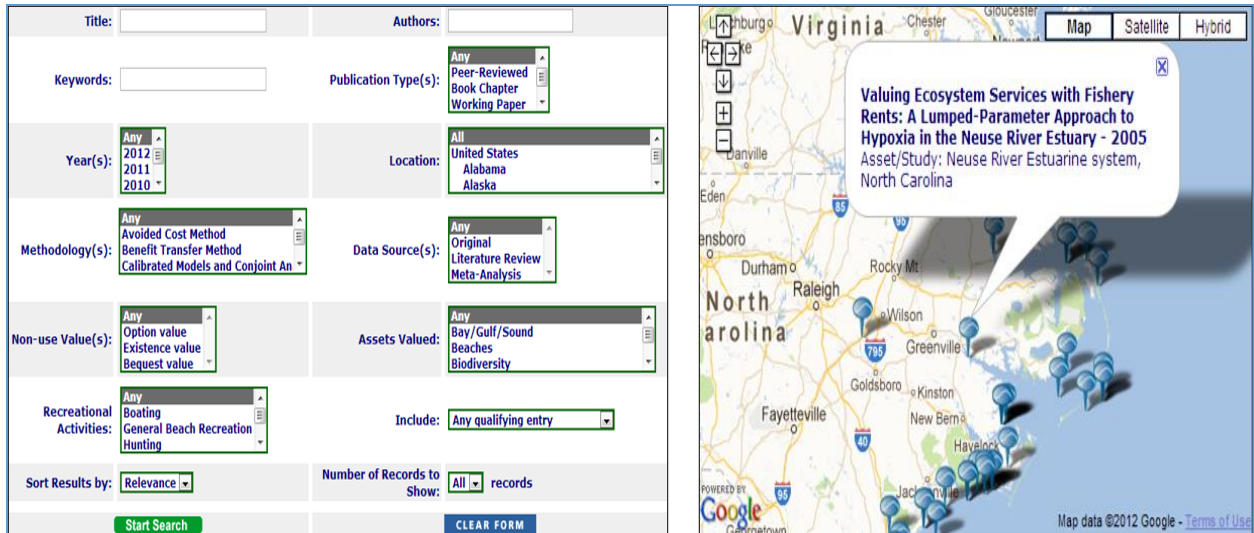 Title:
Authors:
Keywords:
Publication Type(s):
Any
Peer-Reviewed
Book Chapter
Working Paper
Year(s):
Any
2012
2011
2010
Location:
All
United States
Alabama
Alaska
Methodology(s):
Any
Avoided Cost Method
Benefit Transfer Method
Calibrated Models and Conjoint An
Data Source(s):
Any
Original
Literature Review
Meta-Analysis
Non-use Value(s):
Any
Option value
Existence value
Bequest value
Assets Valued:
Any
Bay/Gulf/Sound
Beaches
Biodiversity
Recreational
Activities:
Any
Boating
General Beach Recreation
Hunting
Include:
Any qualifying entry
Sort Results by:
Relevance
Number of Records to
Show:
All
records
Start Search
CLEAR FORM
Virginia
Chester
Gloucester
Map
Satellite
Hybrid
Valuing Ecosystem Services with Fishery
Rents: A Lumped-Parameter Approach to
Hypoxia in the Neuse River Estuary - 2005
Asset/Study: Neuse River Estuarine system,
North Carolina
Danville
Eden
85
95
ensboro
Durham
Rocky Mt
Raleigh
North
arolina
Wilson
795
Greenville
Goldsboro
Kinston
Fayetteville
New Bern
40
Havelock
95
POWERED BY
Google
Georgetown
Map data ©2012 Google - Terms of Use